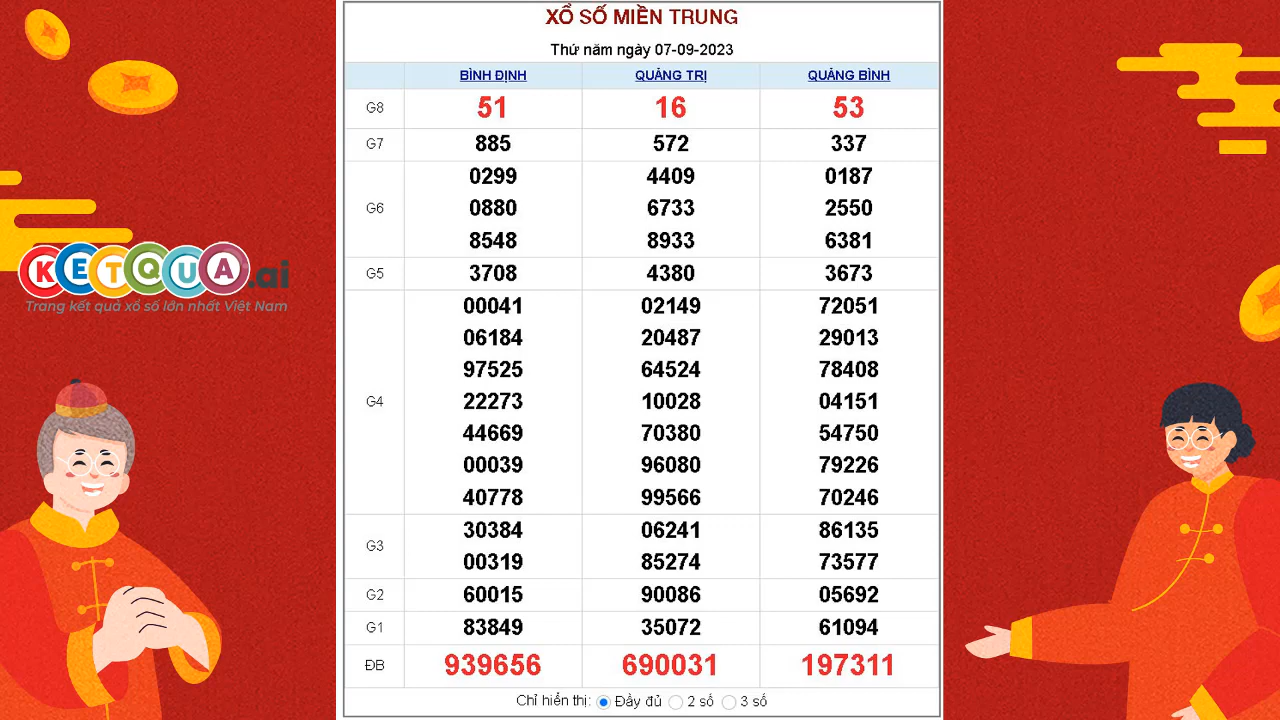 XỔ SỐ MIỀN TRUNG
Thứ năm ngày 07-09-2023
BÌNH ĐỊNH QUẢNG TRỊ QUẢNG BÌNH
G8 51 16 53
G7 885 572 337
0299 4409 0187
G6 0880 6733 2550
8548 8933 6381
G5 3708 4380 3673
00041 02149 72051
06184 20487 29013
97525 64524 78408
G4 22273 10028 04151
44669 70380 54750
00039 96080 79226
40778 99566 70246
G3 30384 06241 86135
00319 85274 73577
G2 60015 90086 05692
G1 83849 35072 61094
ĐB 939656 690031 197311
Chỉ hiển thị: Đầy đủ 2 số 3 số
KETQUA.ai
Trang kết quả xổ số lớn nhất Việt Nam